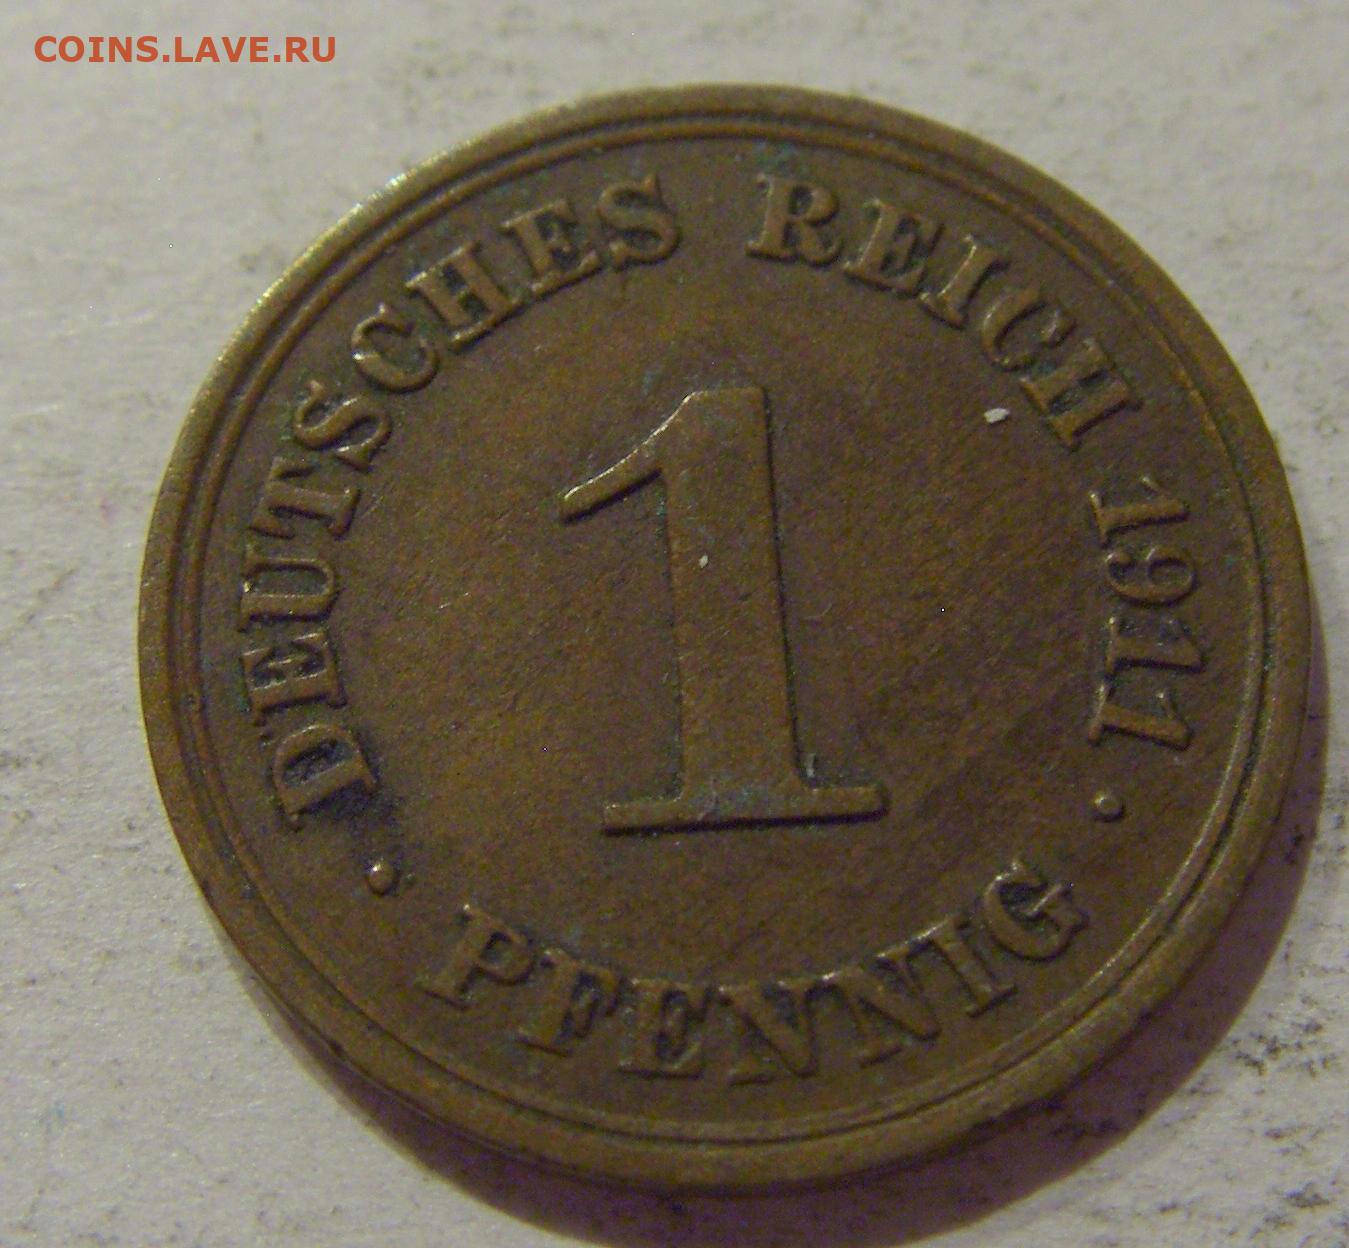 COINS.LAVE.RU
DEUTSCHES REICH 1911
1
· PFENNIG ·